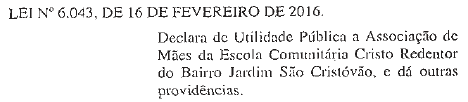 LEI Nº 6.043, DE 16 DE FEVEREIRO DE 2016.
Declara de Utilidade Pública a Associação de
Mães da Escola Comunitária Cristo Redentor
do Bairro Jardim São Cristóvão, e dá outras
providências.